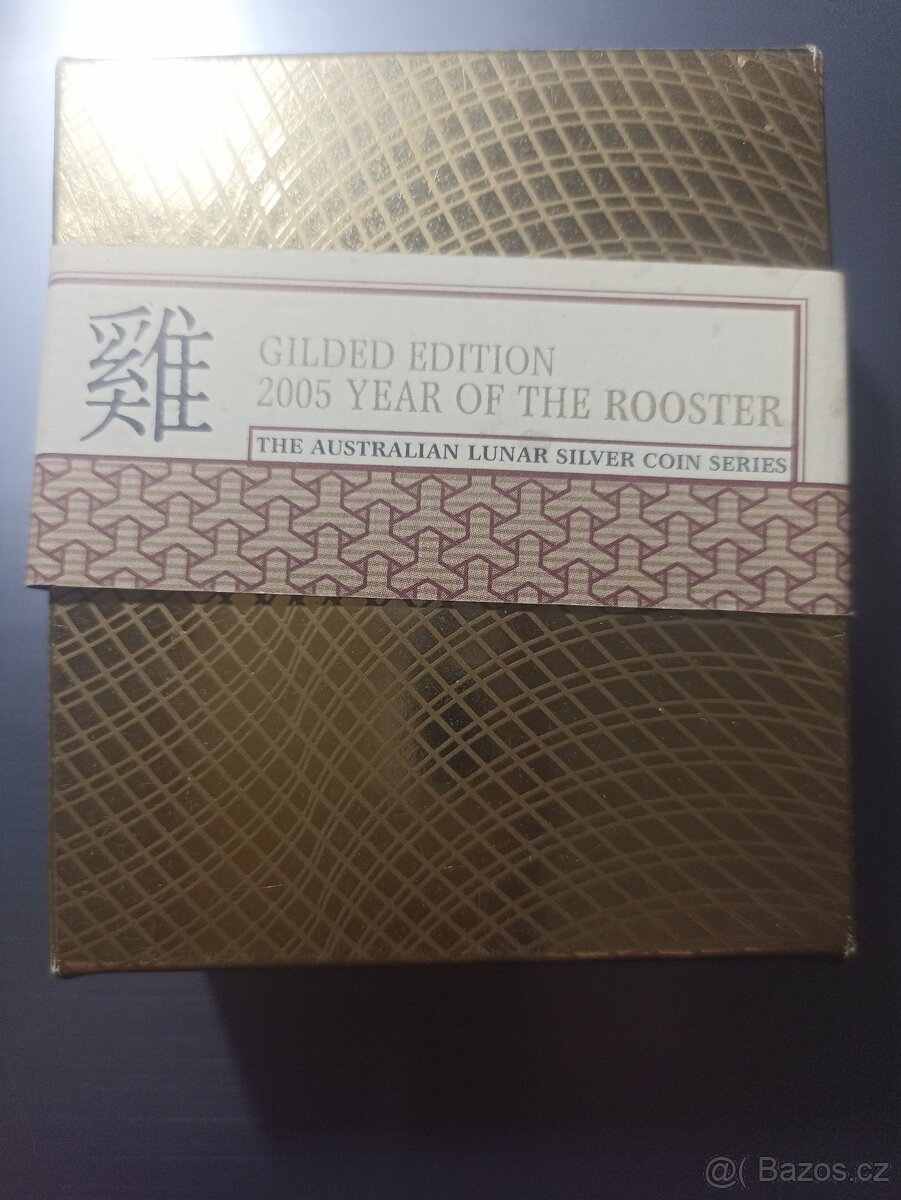 雞
GILDED EDITION
2005 YEAR OF THE ROOSTER
THE AUSTRALIAN LUNAR SILVER COIN SERIES
@( Bazos.cz